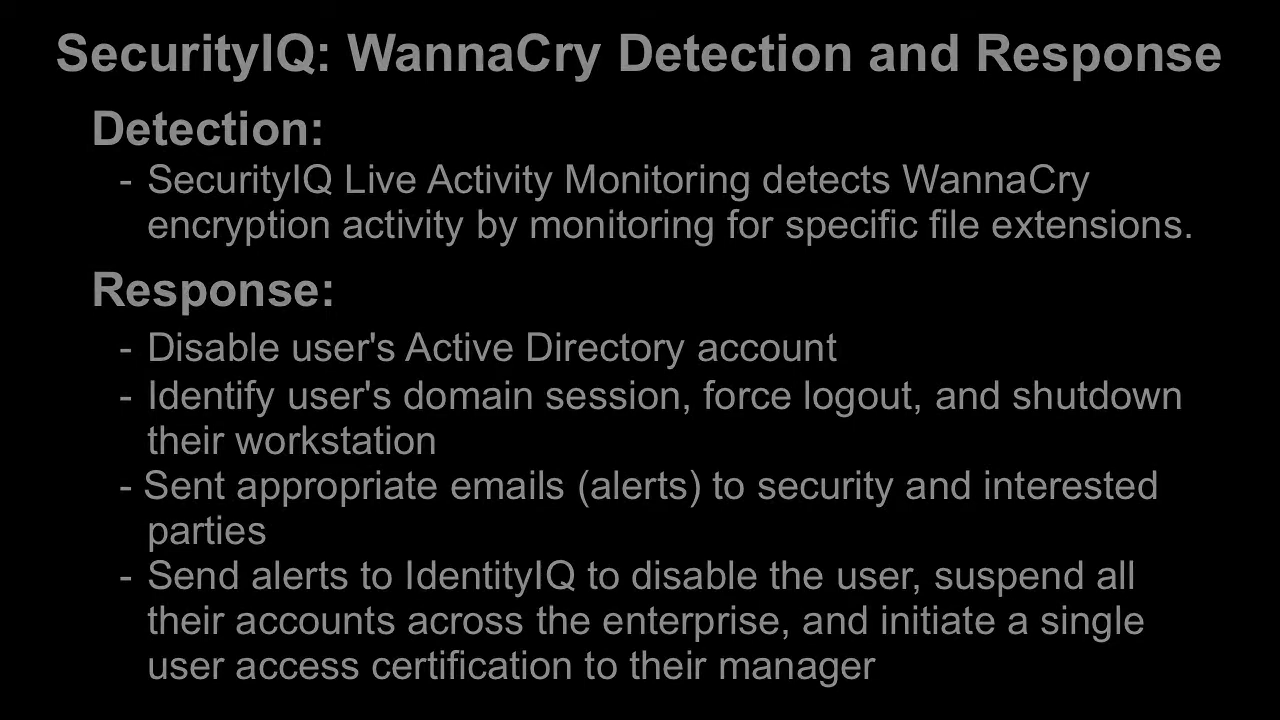 SecurityIQ: WannaCry Detection and Response
Detection:
- SecurityIQ Live Activity Monitoring detects WannaCry
encryption activity by monitoring for specific file extensions.
Response:
- Disable user's Active Directory account
- Identify user's domain session, force logout, and shutdown
their workstation
- Sent appropriate emails (alerts) to security and interested
parties
- Send alerts to IdentityIQ to disable the user, suspend all
their accounts across the enterprise, and initiate a single
user access certification to their manager